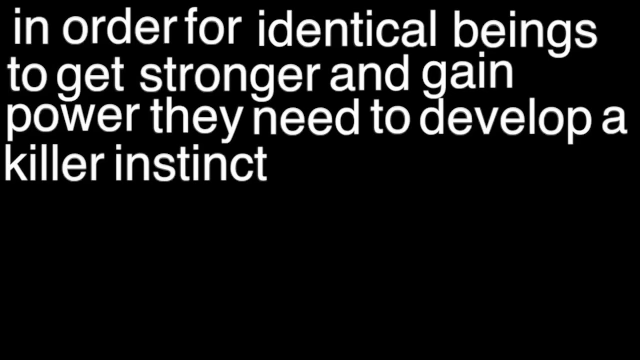 in order for identical beings
to get stronger and gain
power they need to develop a
killer instinct